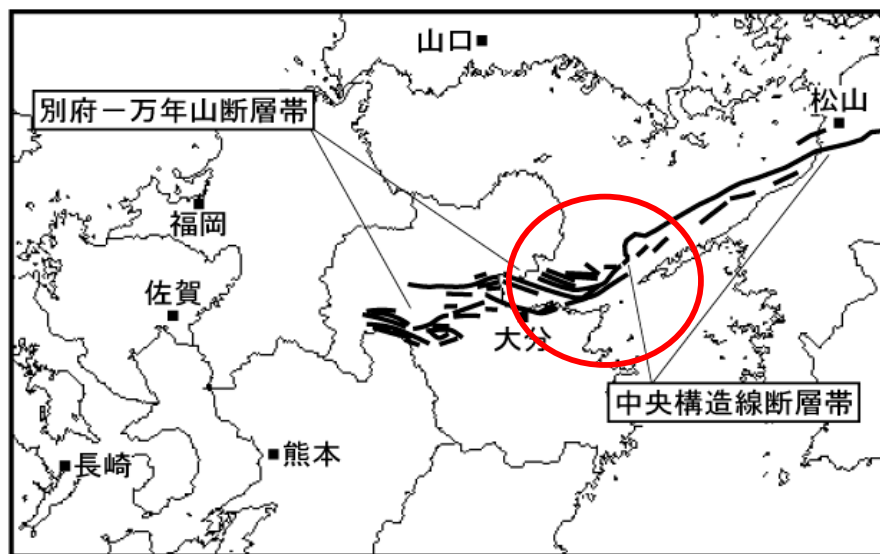 山口
別府－万年山断層帯
松山
福岡
佐賀
大分
中央構造線断層帯
長崎
熊本